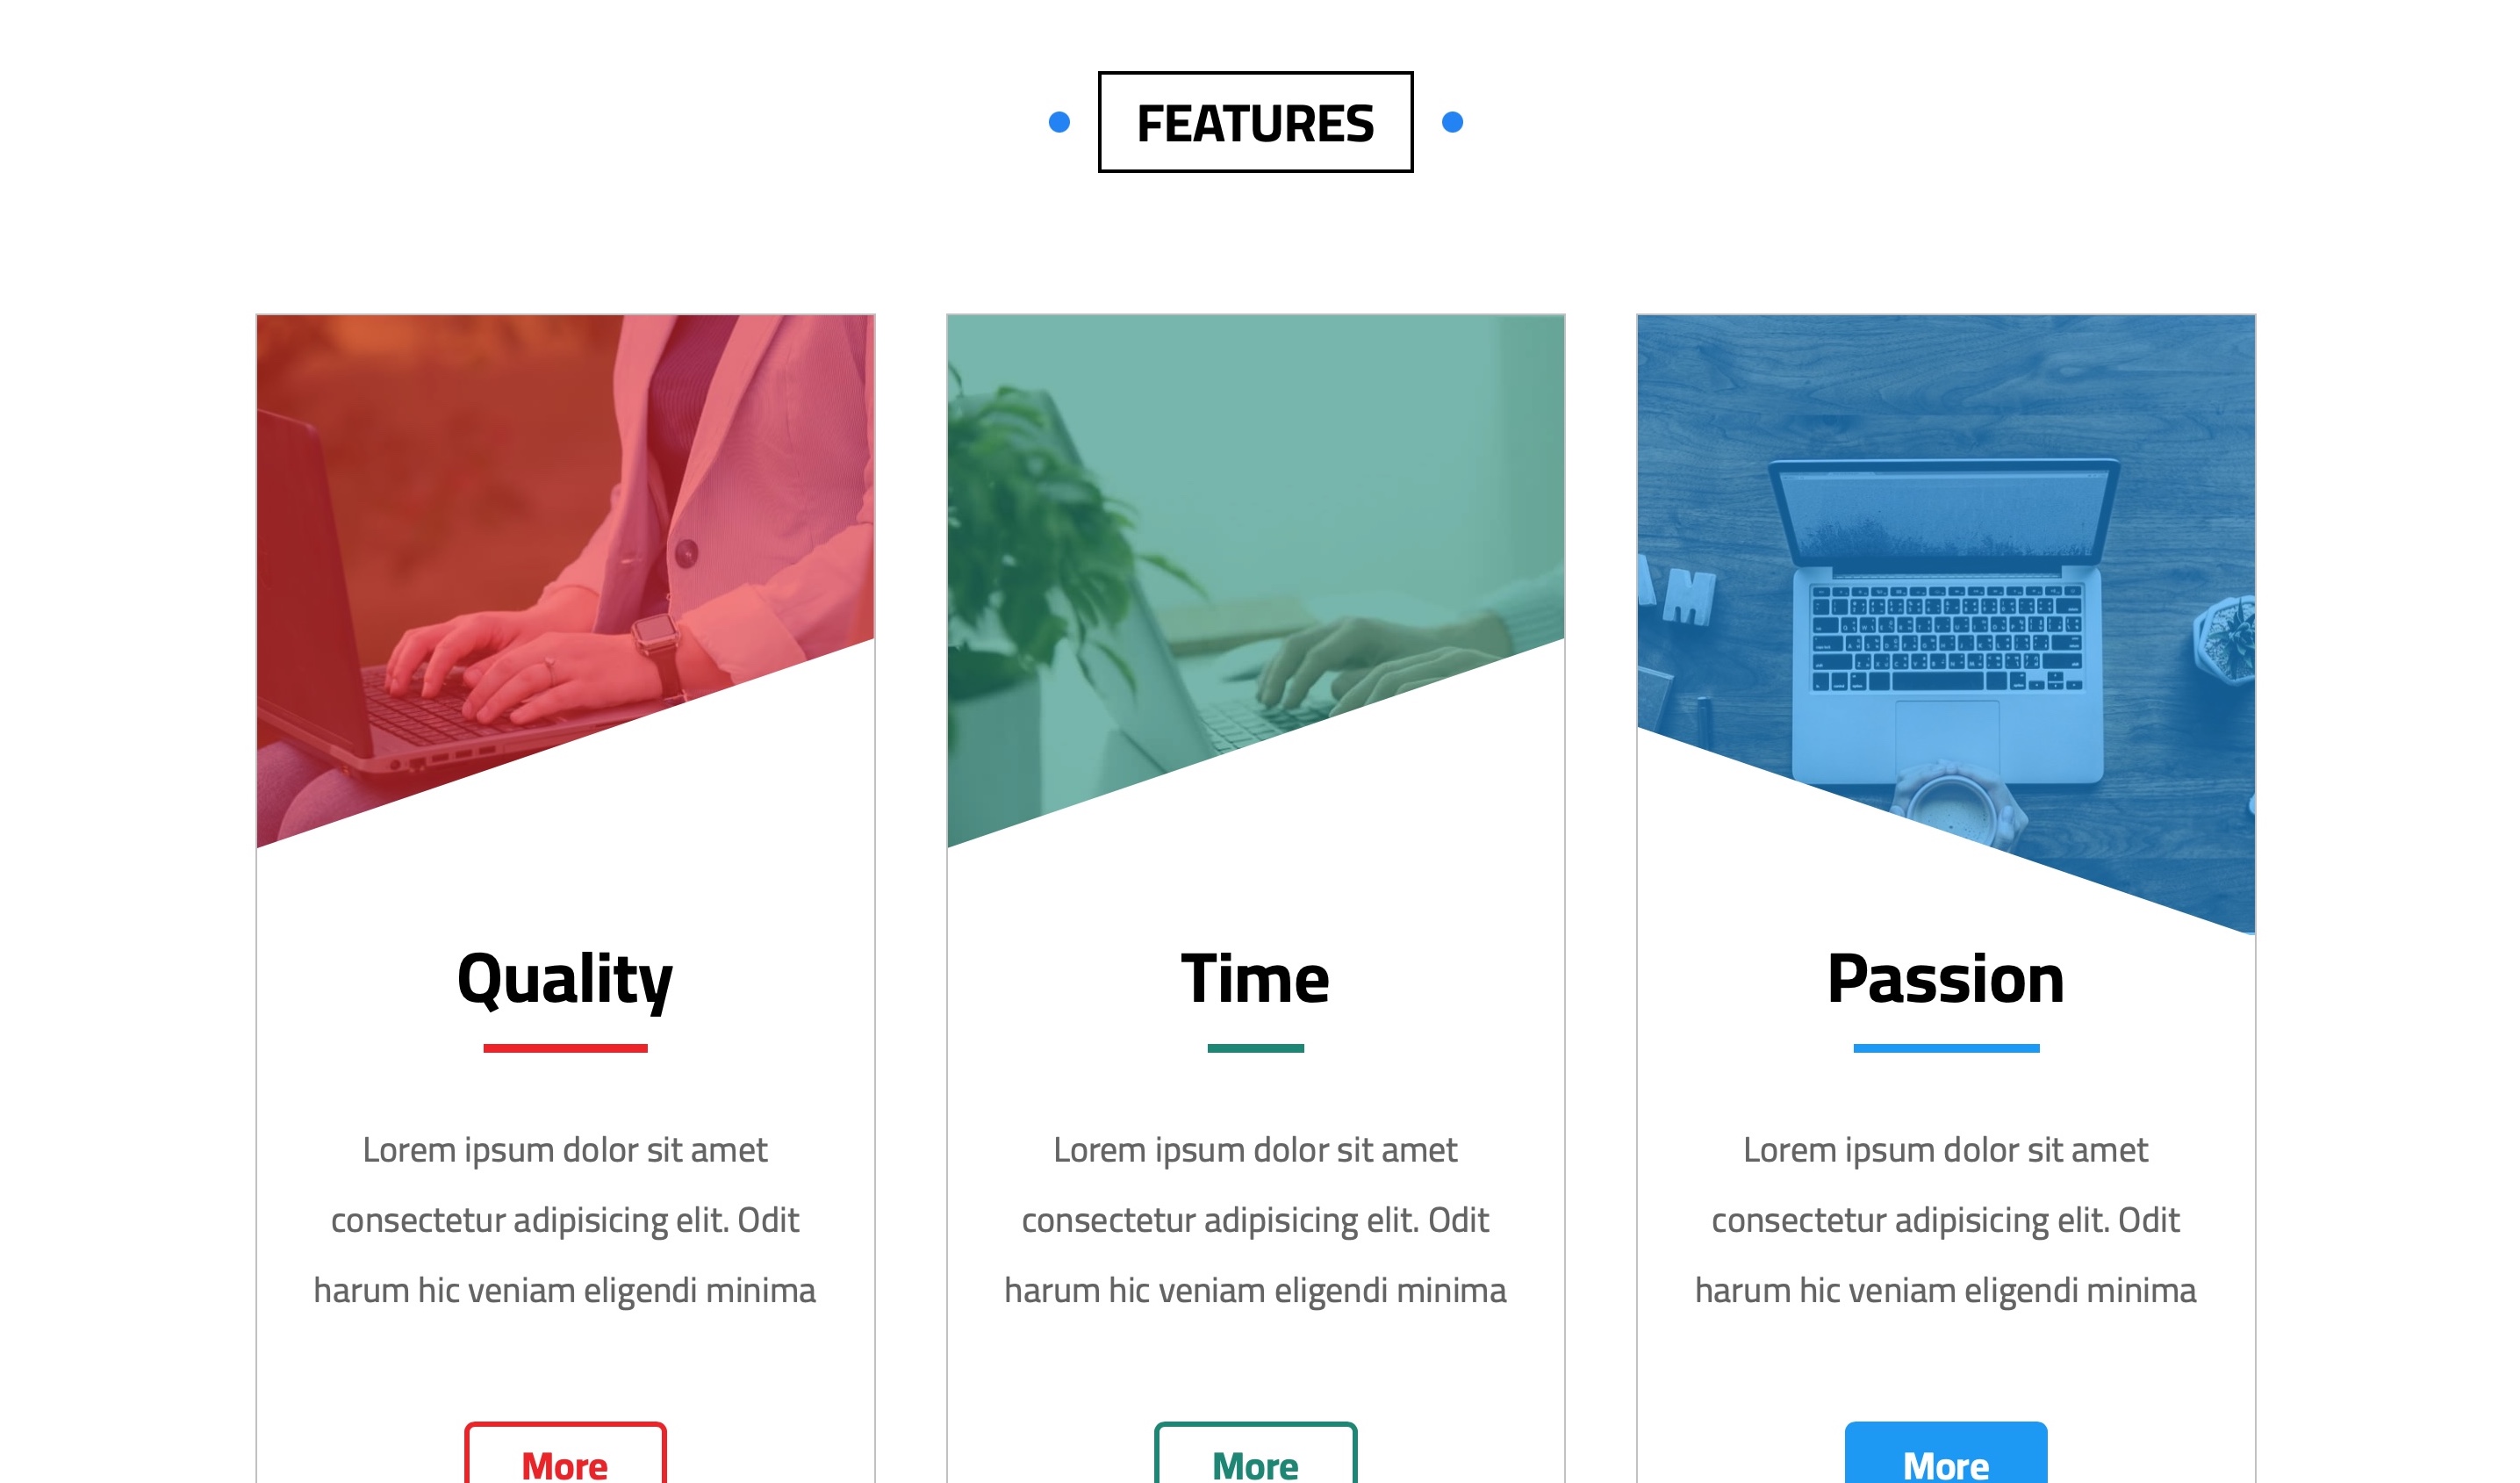 FEATURES
Quality
Lorem ipsum dolor sit amet
consectetur adipisicing elit. Odit
harum hic veniam eligendi minima
More
Time
Lorem ipsum dolor sit amet
consectetur adipisicing elit. Odit
harum hic veniam eligendi minima
More
M
Passion
Lorem ipsum dolor sit amet
consectetur adipisicing elit. Odit
harum hic veniam eligendi minima
More